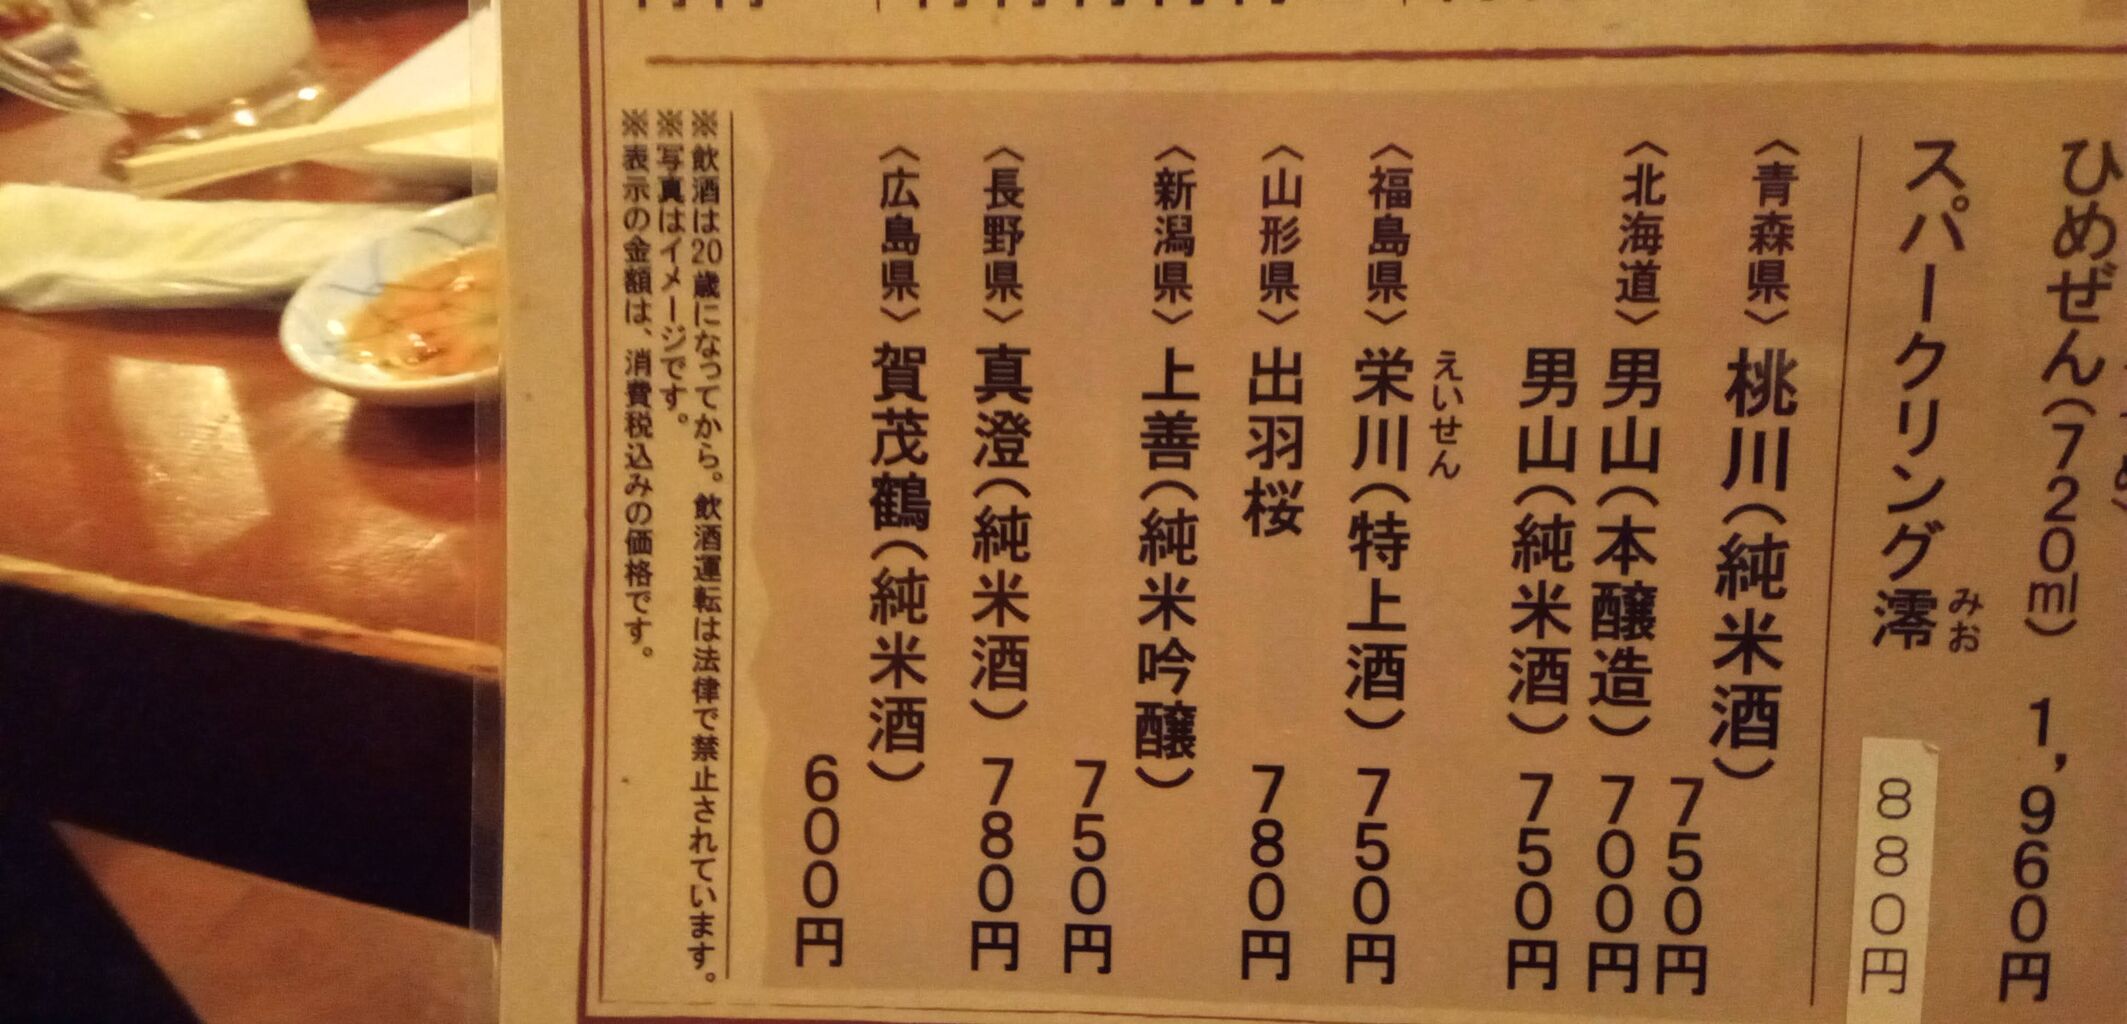 ひめぜん(720ml) 1,960円
スパークリング澪 880円
みお
〈青森県〉桃川(純米酒)
750円
〈北海道〉男山(本醸造) 700円
男山(純米酒) 750円
えいせん
〈福島県〉栄川(特上酒) 750円
〈山形県〉出羽桜 780円
〈新潟県〉上善(純米吟醸)
750円
〈長野県〉真澄(純米酒) 780円
〈広島県〉賀茂鶴(純米酒)
600円
※飲酒は20歳になってから。飲酒運転は法律で禁止されています。
※写真はイメージです。
※表示の金額は、消費税込みの価格です。